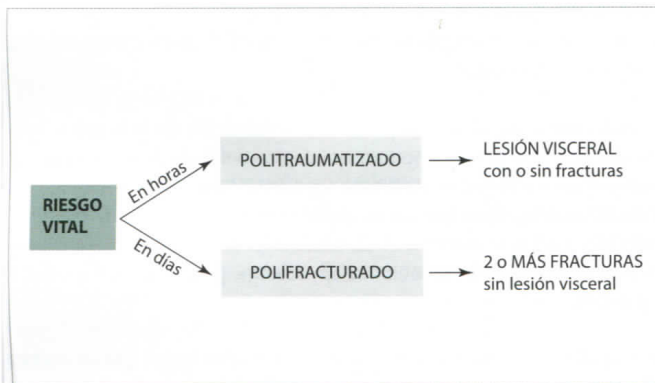 RIESGO
VITAL
En horas
POLITRAUMATIZADO
LESIÓN VISCERAL
con o sin fracturas
En días
POLIFRACTURADO
2 o MÁS FRACTURAS
sin lesión visceral